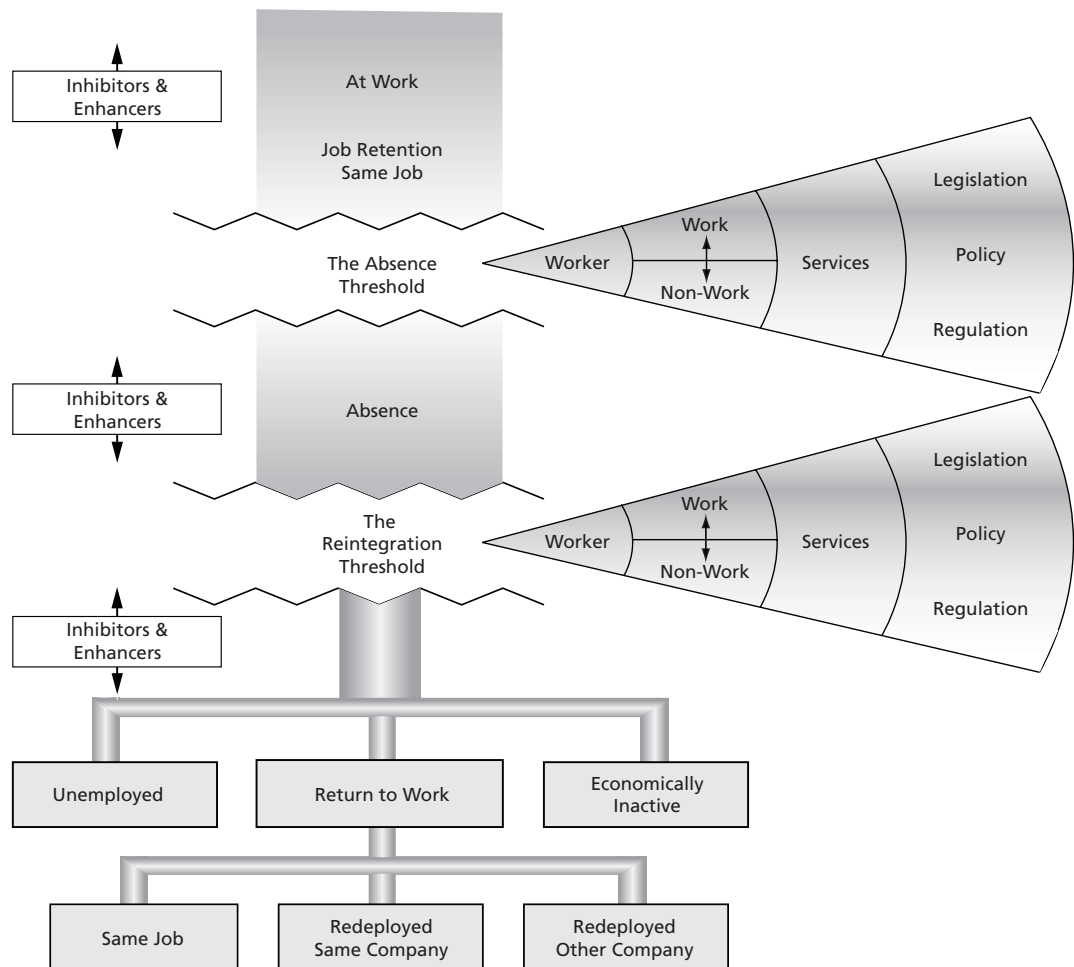 Inhibitors &
Enhancers
At Work
Job Retention
Same Job
The Absence
Threshold
Worker
Work
Non-Work
Services
Legislation
Policy
Regulation
Inhibitors &
Enhancers
Absence
The
Reintegration
Threshold
Worker
Work
Non-Work
Services
Legislation
Policy
Regulation
Inhibitors &
Enhancers
Unemployed
Return to Work
Economically
Inactive
Same Job
Redeployed
Same Company
Redeployed
Other Company